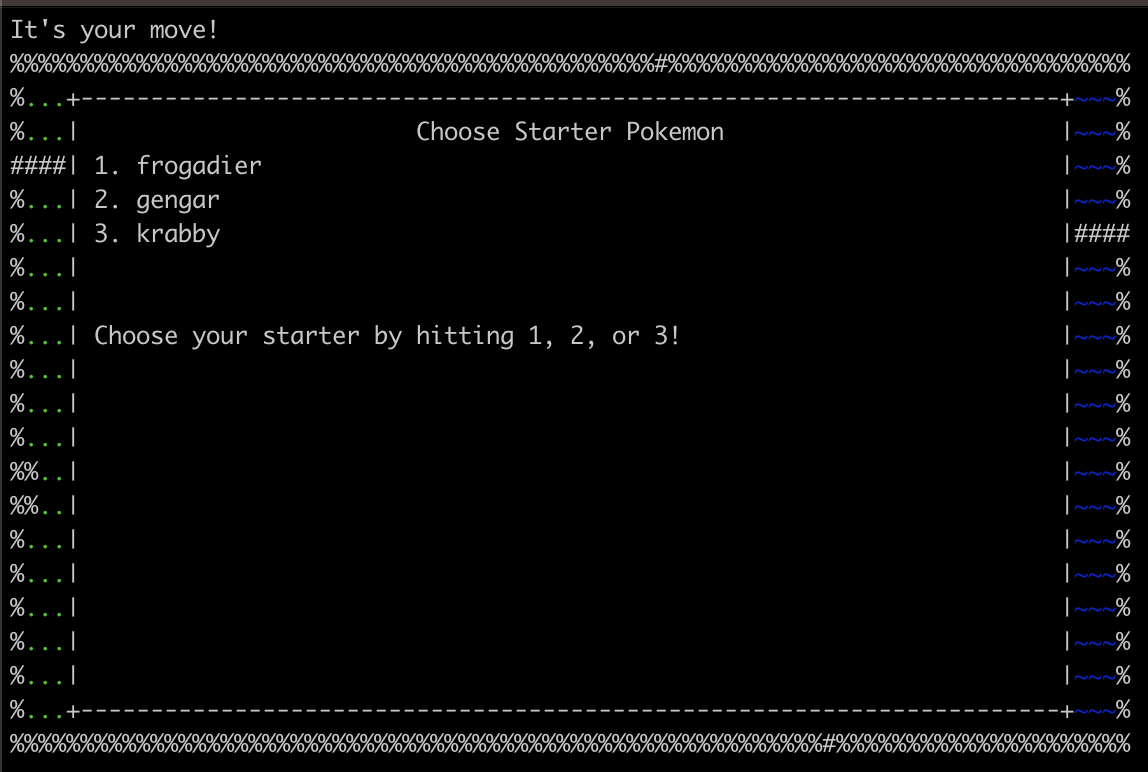 It's your move!
%%%%%%%%%%%%%%%%%%%%%%%%%%%%%%%%%%%%%%%%%%%%%%#%%%%%%%%%%%%%%%%%%%%%%%%%%%%%%%%%
%...+----------------------------------------------------------------------+~~~%
%...|                        Choose Starter Pokemon                        |~~~%
####| 1. frogadier                                                         |~~~%
%...| 2. gengar                                                            |~~~%
%...| 3. krabby                                                            |####
%...|                                                                      |~~~%
%...|                                                                      |~~~%
%...| Choose your starter by hitting 1, 2, or 3!                           |~~~%
%...|                                                                      |~~~%
%...|                                                                      |~~~%
%...|                                                                      |~~~%
%%..|                                                                      |~~~%
%%..|                                                                      |~~~%
%...|                                                                      |~~~%
%...|                                                                      |~~~%
%...|                                                                      |~~~%
%...|                                                                      |~~~%
%...|                                                                      |~~~%
%...+----------------------------------------------------------------------+~~~%
%%%%%%%%%%%%%%%%%%%%%%%%%%%%%%%%%%%%%%%%%%%%%%%%%%%%%%%%%%#%%%%%%%%%%%%%%%%%%%%%